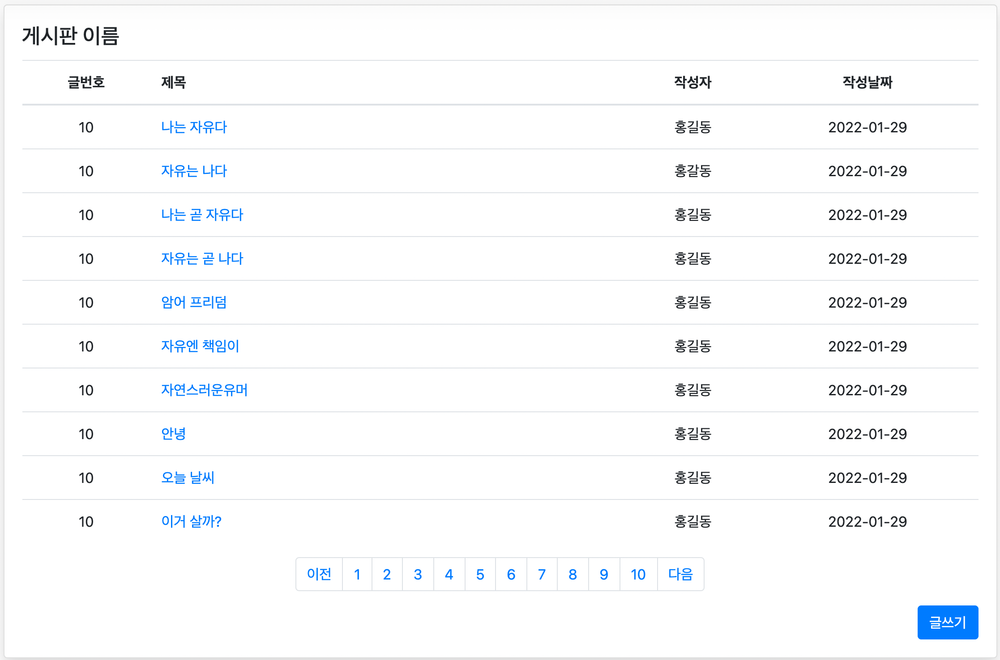 게시판 이름
글번호 제목 작성자 작성날짜
10 나는 자유다 홍길동 2022-01-29
10 자유는 나다 홍갈동 2022-01-29
10 나는 곧 자유다 홍길동 2022-01-29
10 자유는 곧 나다 홍길동 2022-01-29
10 암어 프리덤 홍길동 2022-01-29
10 자유엔 책임이 홍길동 2022-01-29
10 자연스러운유머 홍길동 2022-01-29
10 안녕 홍길동 2022-01-29
10 오늘 날씨 홍길동 2022-01-29
10 이거 살까? 홍길동 2022-01-29
이전 1 2 3 4 5 6 7 8 9 10 다음
글쓰기